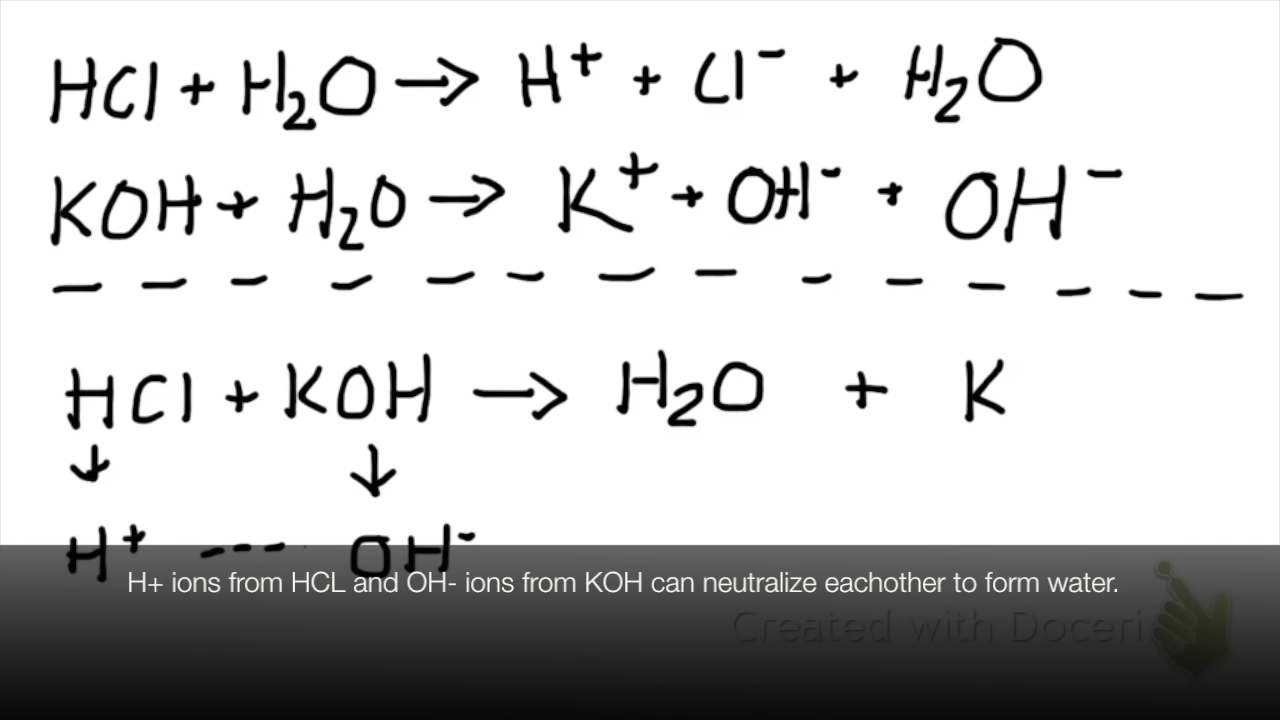 HCl + H₂O → H⁺ + Cl⁻ + H₂O
KOH + H₂O → K⁺ + OH⁻ + OH⁻
HCl + KOH → H₂O + K
↓ ↓
H⁺ --- OH⁻
H+ ions from HCL and OH- ions from KOH can neutralize eachother to form water.
Created with Doceri